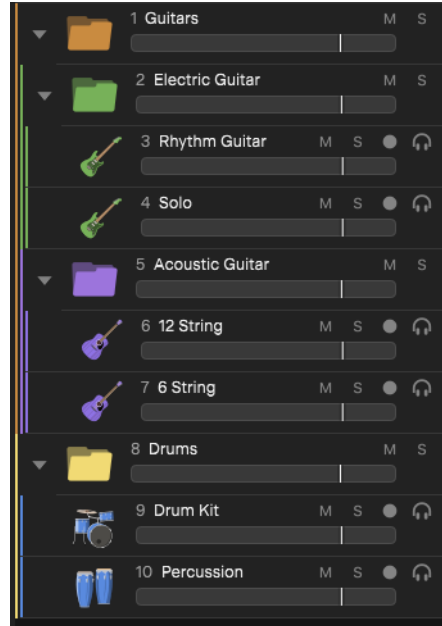 1 Guitars M S
2 Electric Guitar M S
3 Rhythm Guitar M S
4 Solo M S
5 Acoustic Guitar M S
6 12 String M S
7 6 String M S
8 Drums M S
9 Drum Kit M S
10 Percussion M S